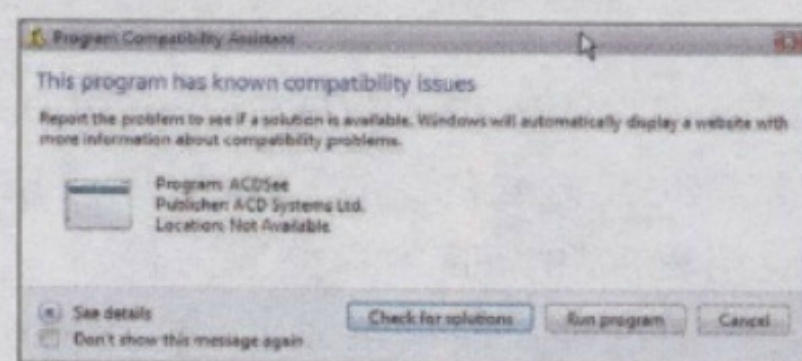 Program Compatibility Assistant
This program has known compatibility issues
Report the problem to see if a solution is available. Windows will automatically display a website with
more information about compatibility problems.
Program: ACDSee
Publisher: ACD Systems Ltd.
Location: Not Available
See details
Check for solutions
Run program
Cancel
Don't show this message again